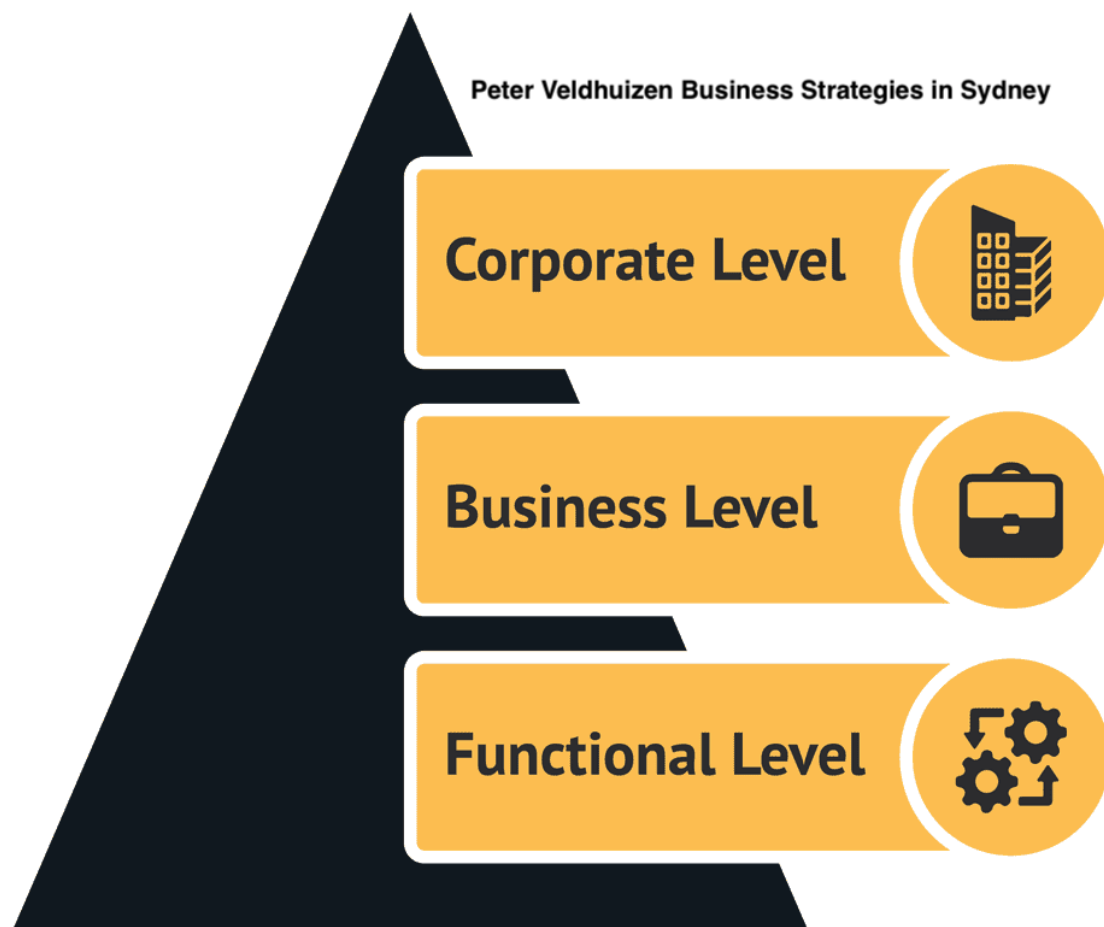 Peter Veldhuizen Business Strategies in Sydney
Corporate Level
Business Level
Functional Level